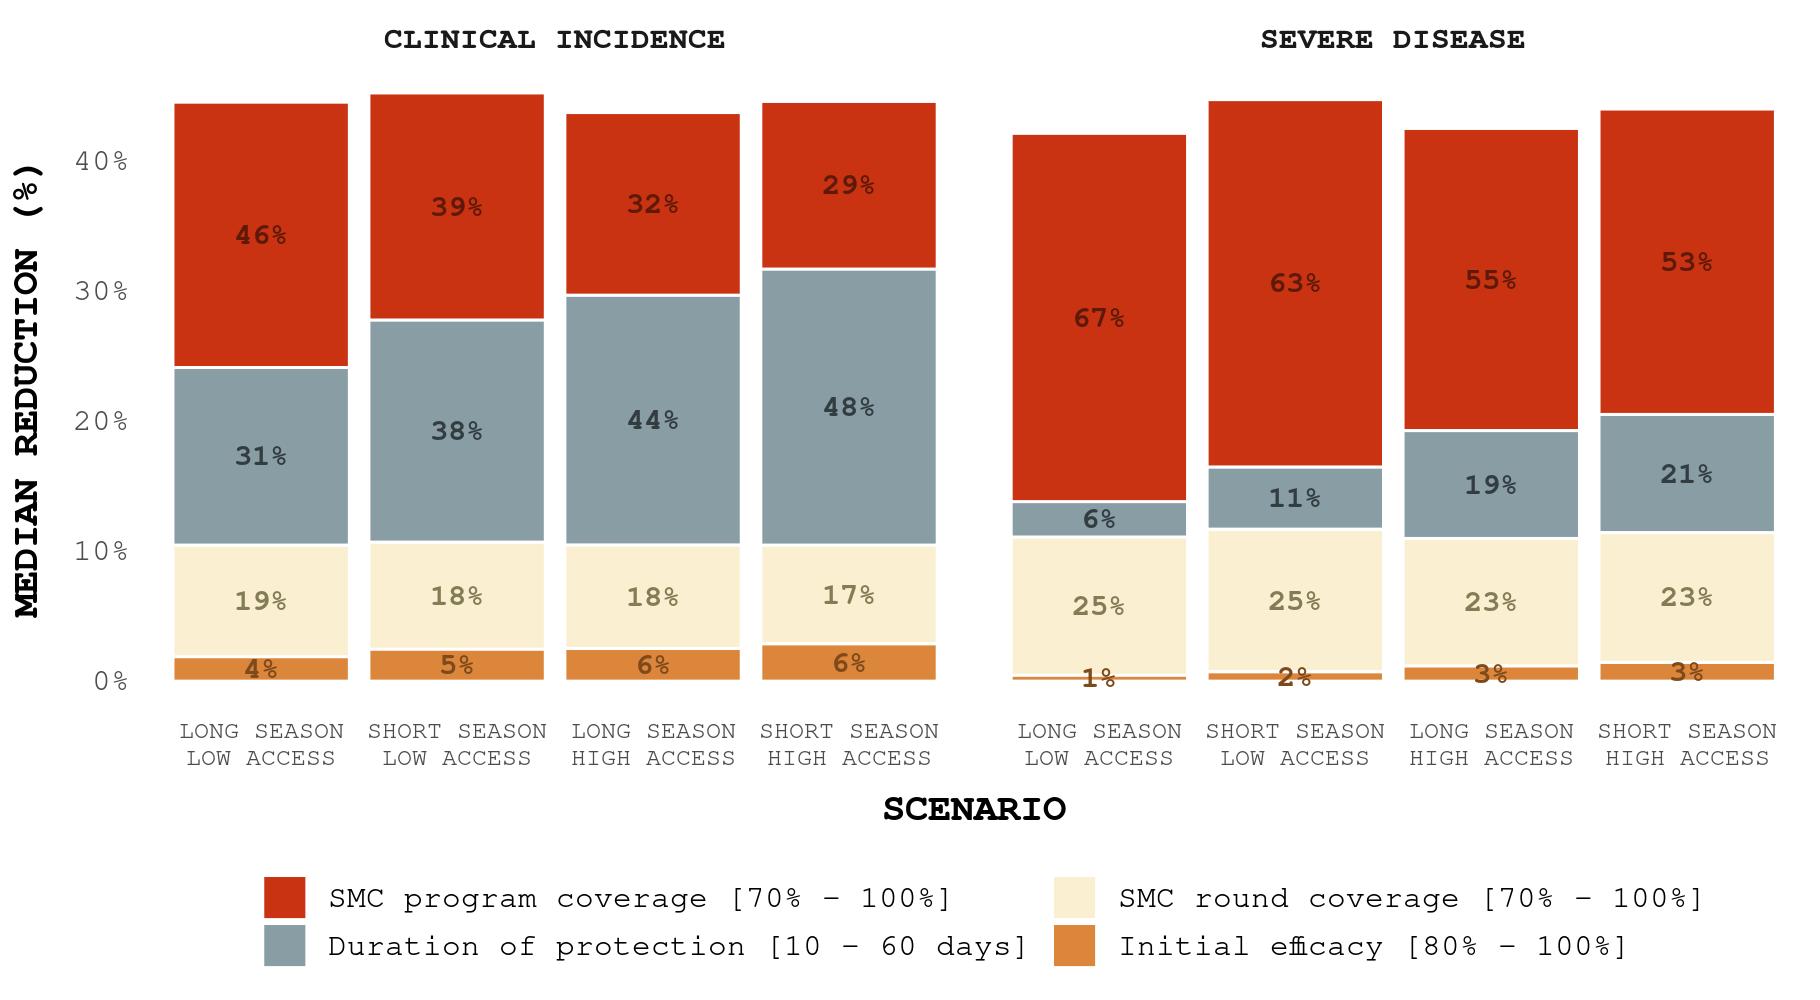 CLINICAL INCIDENCE
SEVERE DISEASE
MEDIAN REDUCTION (%)
40%
30%
20%
10%
0%
46%
31%
19%
4%
39%
38%
18%
5%
32%
44%
18%
6%
29%
48%
17%
6%
67%
6%
25%
1%
63%
11%
25%
2%
55%
19%
23%
3%
53%
21%
23%
3%
LONG SEASON
LOW ACCESS
SHORT SEASON
LOW ACCESS
LONG SEASON
HIGH ACCESS
SHORT SEASON
HIGH ACCESS
LONG SEASON
LOW ACCESS
SHORT SEASON
LOW ACCESS
LONG SEASON
HIGH ACCESS
SHORT SEASON
HIGH ACCESS
SCENARIO
SMC program coverage [70% – 100%]
Duration of protection [10 – 60 days]
SMC round coverage [70% – 100%]
Initial efficacy [80% – 100%]